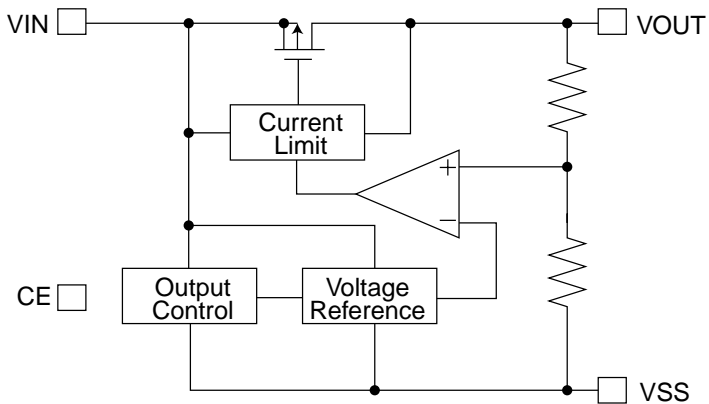 VIN
VOUT
Current
Limit
+
−
CE
Output
Control
Voltage
Reference
VSS